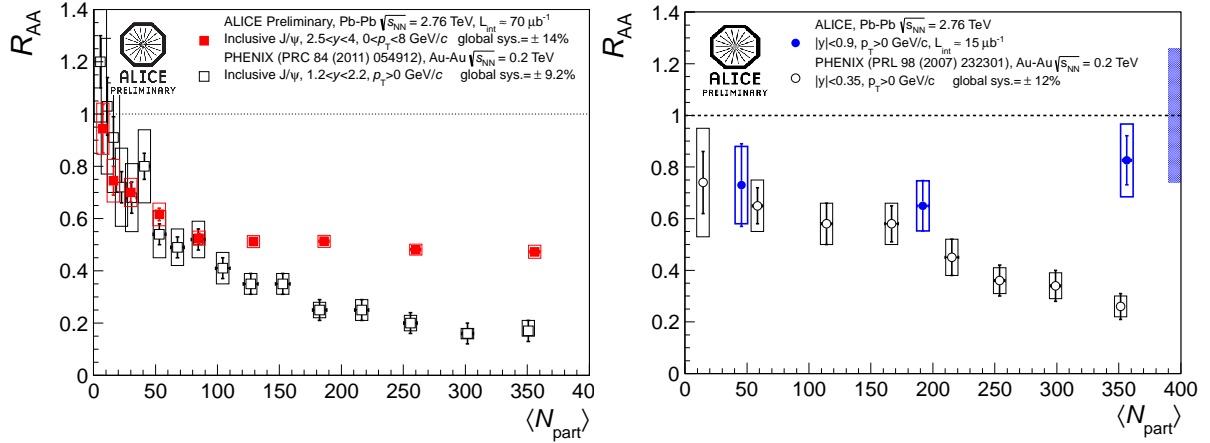 R_AA
1.4
1.2
1
0.8
0.6
0.4
0.2
0
0 50 100 150 200 250 300 350 400
⟨N_part⟩
ALICE
PRELIMINARY
ALICE Preliminary, Pb-Pb √s_NN = 2.76 TeV, L_int ≈ 70 μb⁻¹
Inclusive J/ψ, 2.5<y<4, 0<p_T<8 GeV/c global sys.= ± 14%
PHENIX (PRC 84 (2011) 054912), Au-Au √s_NN = 0.2 TeV
Inclusive J/ψ, 1.2<y<2.2, p_T>0 GeV/c global sys.= ± 9.2%
R_AA
1.4
1.2
1
0.8
0.6
0.4
0.2
0
0 50 100 150 200 250 300 350 400
⟨N_part⟩
ALICE
PRELIMINARY
ALICE, Pb-Pb √s_NN = 2.76 TeV
|y|<0.9, p_T>0 GeV/c, L_int ≈ 15 μb⁻¹
PHENIX (PRL 98 (2007) 232301), Au-Au √s_NN = 0.2 TeV
|y|<0.35, p_T>0 GeV/c global sys.= ± 12%